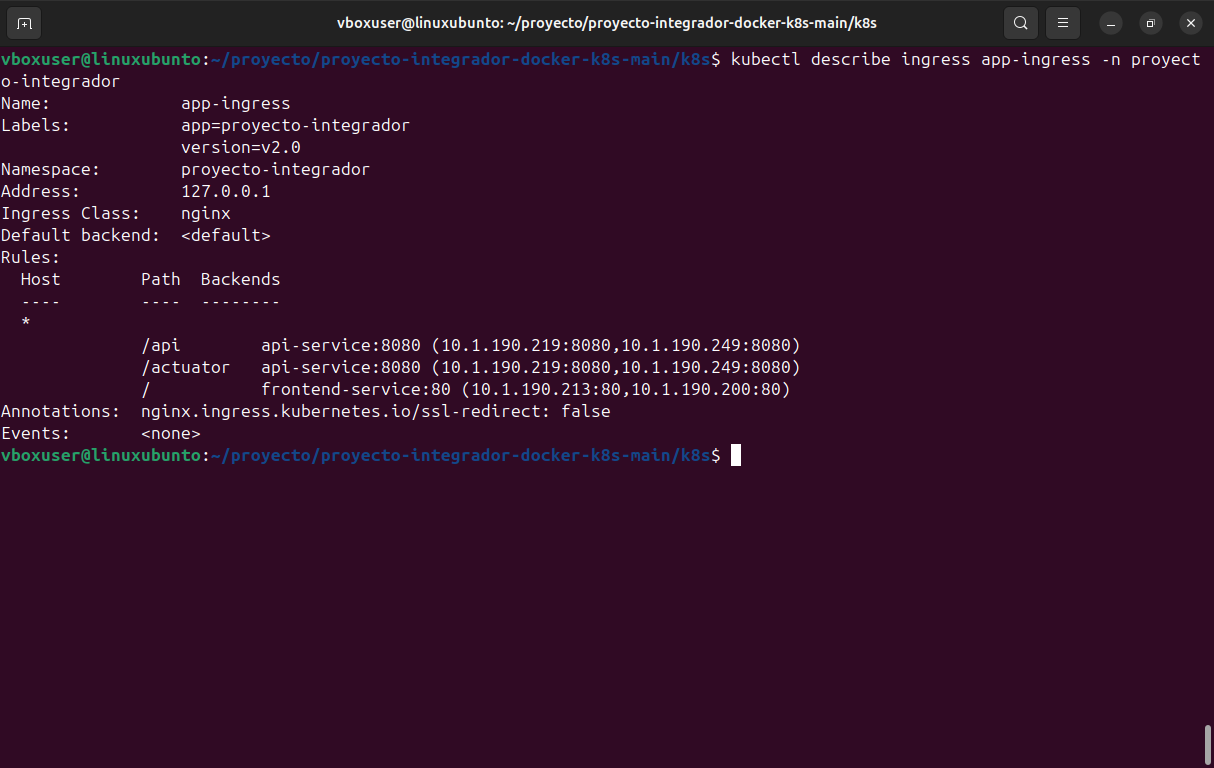 vboxuser@linuxubunto: ~/proyecto/proyecto-integrador-docker-k8s-main/k8s
vboxuser@linuxubunto:~/proyecto/proyecto-integrador-docker-k8s-main/k8s$ kubectl describe ingress app-ingress -n proyect
o-integrador
Name:             app-ingress
Labels:           app=proyecto-integrador
                  version=v2.0
Namespace:        proyecto-integrador
Address:          127.0.0.1
Ingress Class:    nginx
Default backend:  <default>
Rules:
  Host        Path  Backends
  ----        ----  --------
  *
              /api        api-service:8080 (10.1.190.219:8080,10.1.190.249:8080)
              /actuator   api-service:8080 (10.1.190.219:8080,10.1.190.249:8080)
              /           frontend-service:80 (10.1.190.213:80,10.1.190.200:80)
Annotations:  nginx.ingress.kubernetes.io/ssl-redirect: false
Events:       <none>
vboxuser@linuxubunto:~/proyecto/proyecto-integrador-docker-k8s-main/k8s$